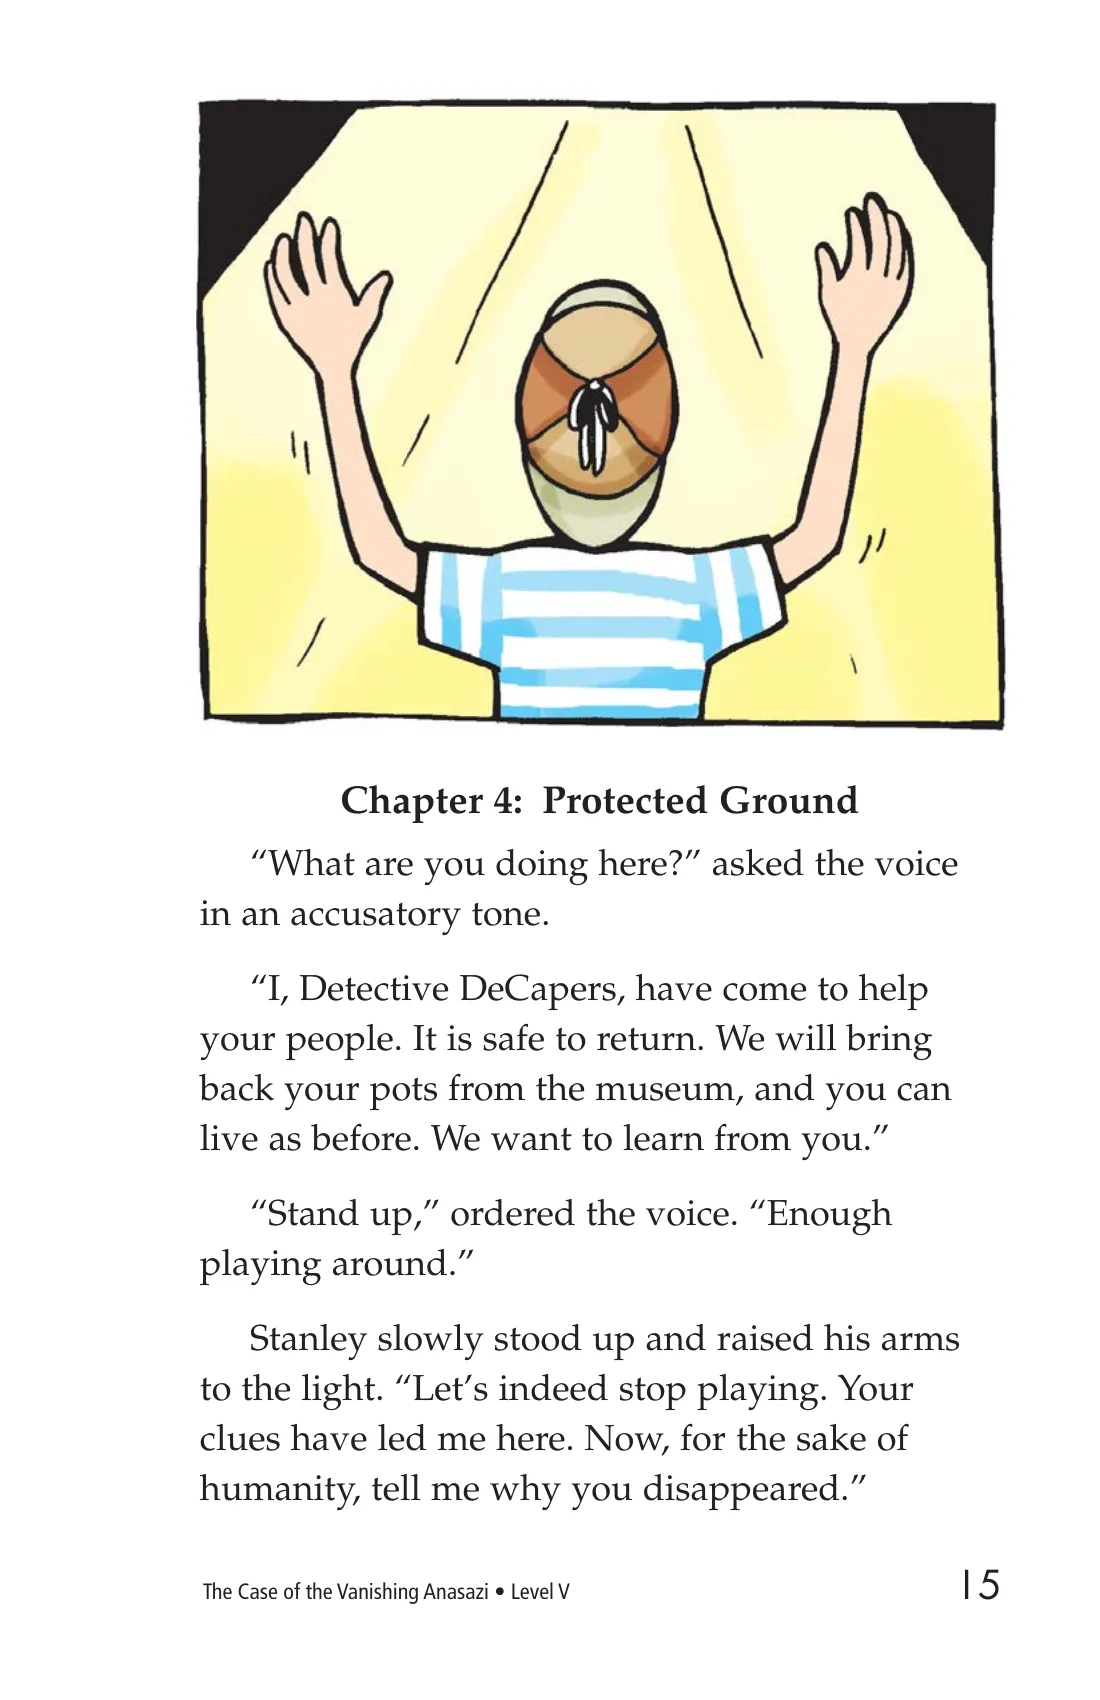 Chapter 4:  Protected Ground
“What are you doing here?” asked the voice
in an accusatory tone.
“I, Detective DeCapers, have come to help
your people. It is safe to return. We will bring
back your pots from the museum, and you can
live as before. We want to learn from you.”
“Stand up,” ordered the voice. “Enough
playing around.”
Stanley slowly stood up and raised his arms
to the light. “Let’s indeed stop playing. Your
clues have led me here. Now, for the sake of
humanity, tell me why you disappeared.”
The Case of the Vanishing Anasazi • Level V
15